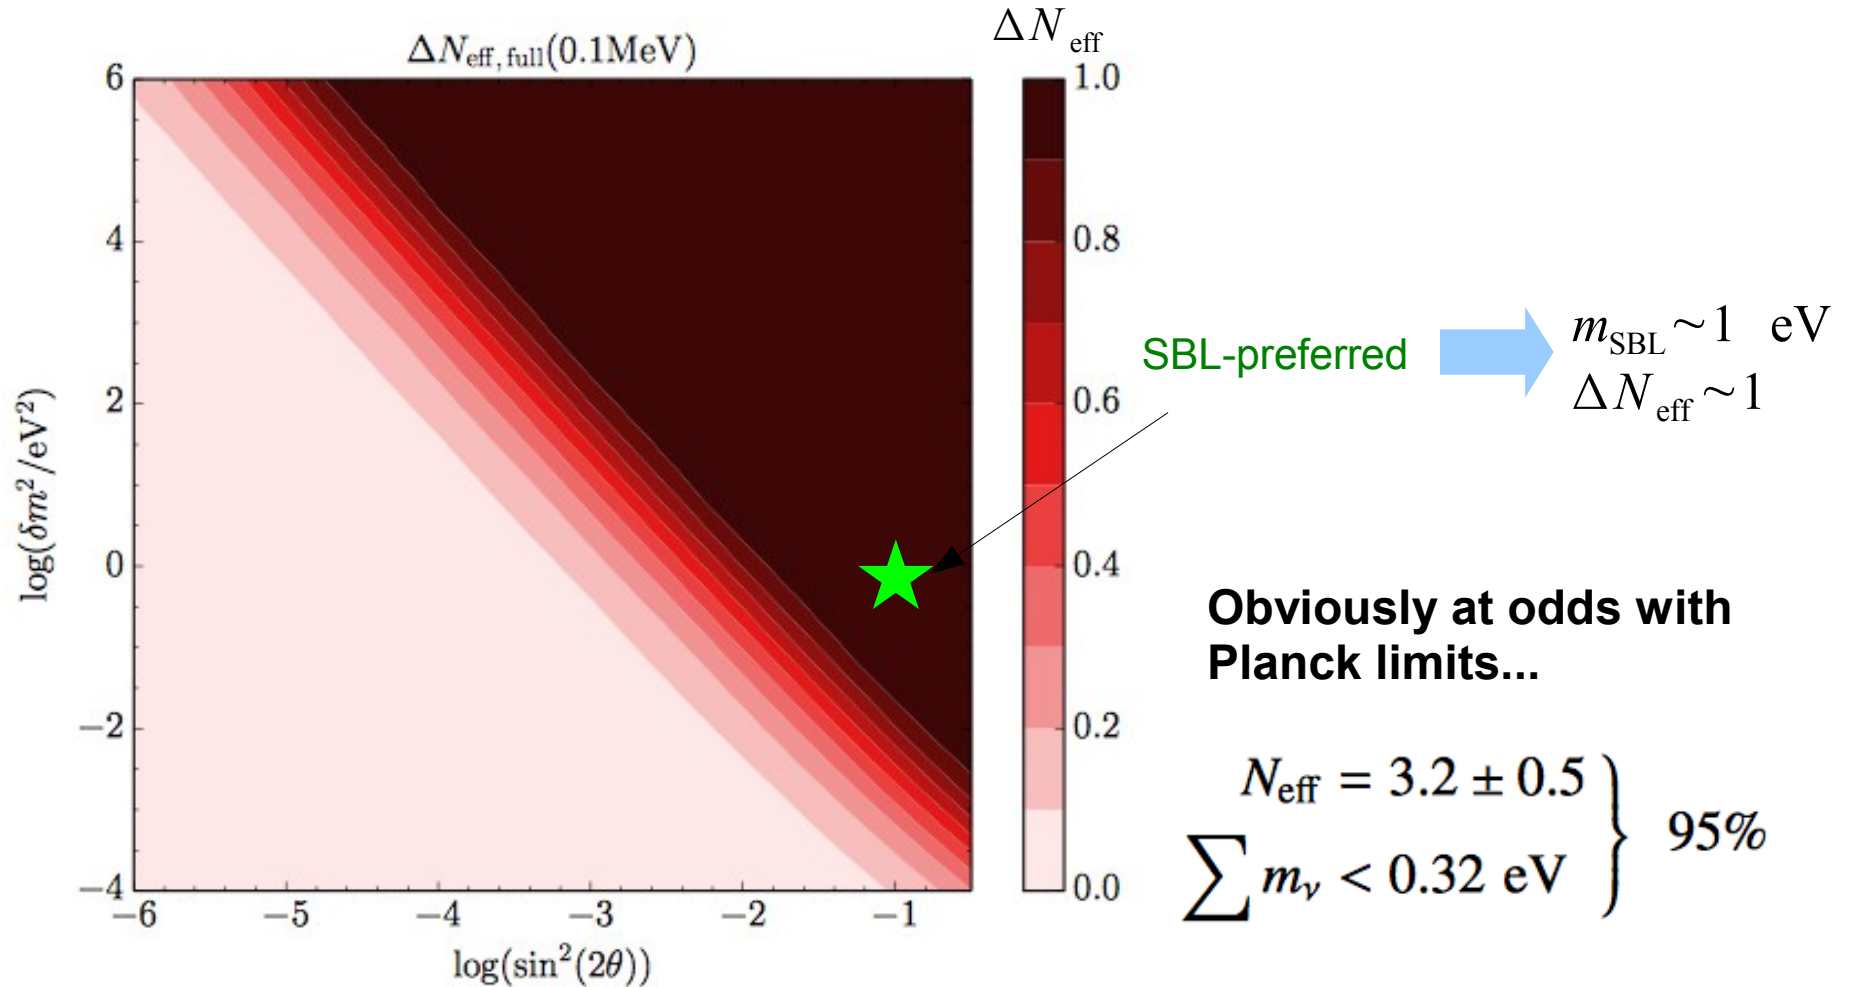 ΔN_eff,full(0.1MeV)
ΔN_eff
6
4
2
0
−2
−4
log(δm²/eV²)
−6
−5
−4
−3
−2
−1
log(sin²(2θ))
1.0
0.8
0.6
0.4
0.2
0.0
SBL-preferred
m_SBL ~ 1 eV
ΔN_eff ~ 1
Obviously at odds with
Planck limits...
N_eff = 3.2 ± 0.5
∑ m_ν < 0.32 eV
} 95%